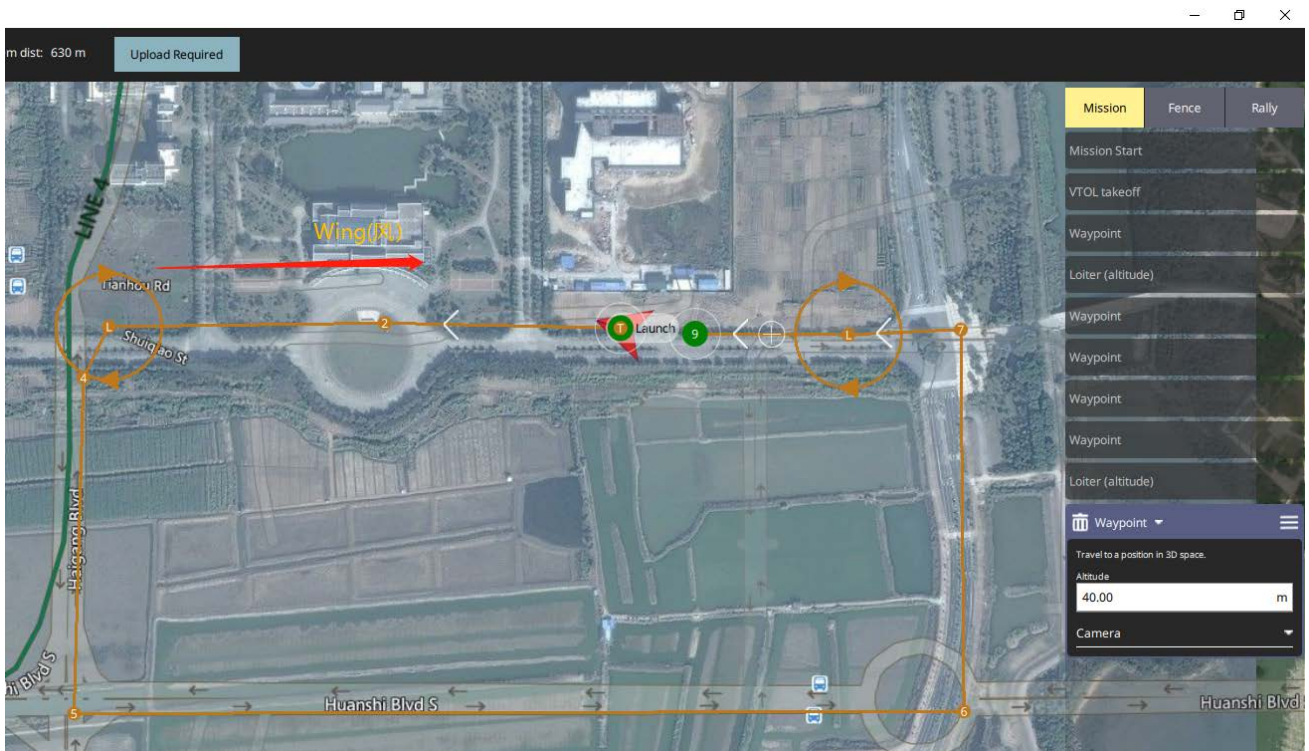 m dist: 630 m
Upload Required
Mission
Fence
Rally
Mission Start
VTOL takeoff
Waypoint
Loiter (altitude)
Waypoint
Waypoint
Waypoint
Waypoint
Loiter (altitude)
Waypoint
Travel to a position in 3D space.
Altitude
40.00
m
Camera
LINE 4
Wing(风)
Tianhou Rd
L
Shuiqiao St
2
T
Launch
9
L
7
4
Haigang Blvd
hi Blvd S
Huanshi Blvd S
Huanshi Blvd
5
6